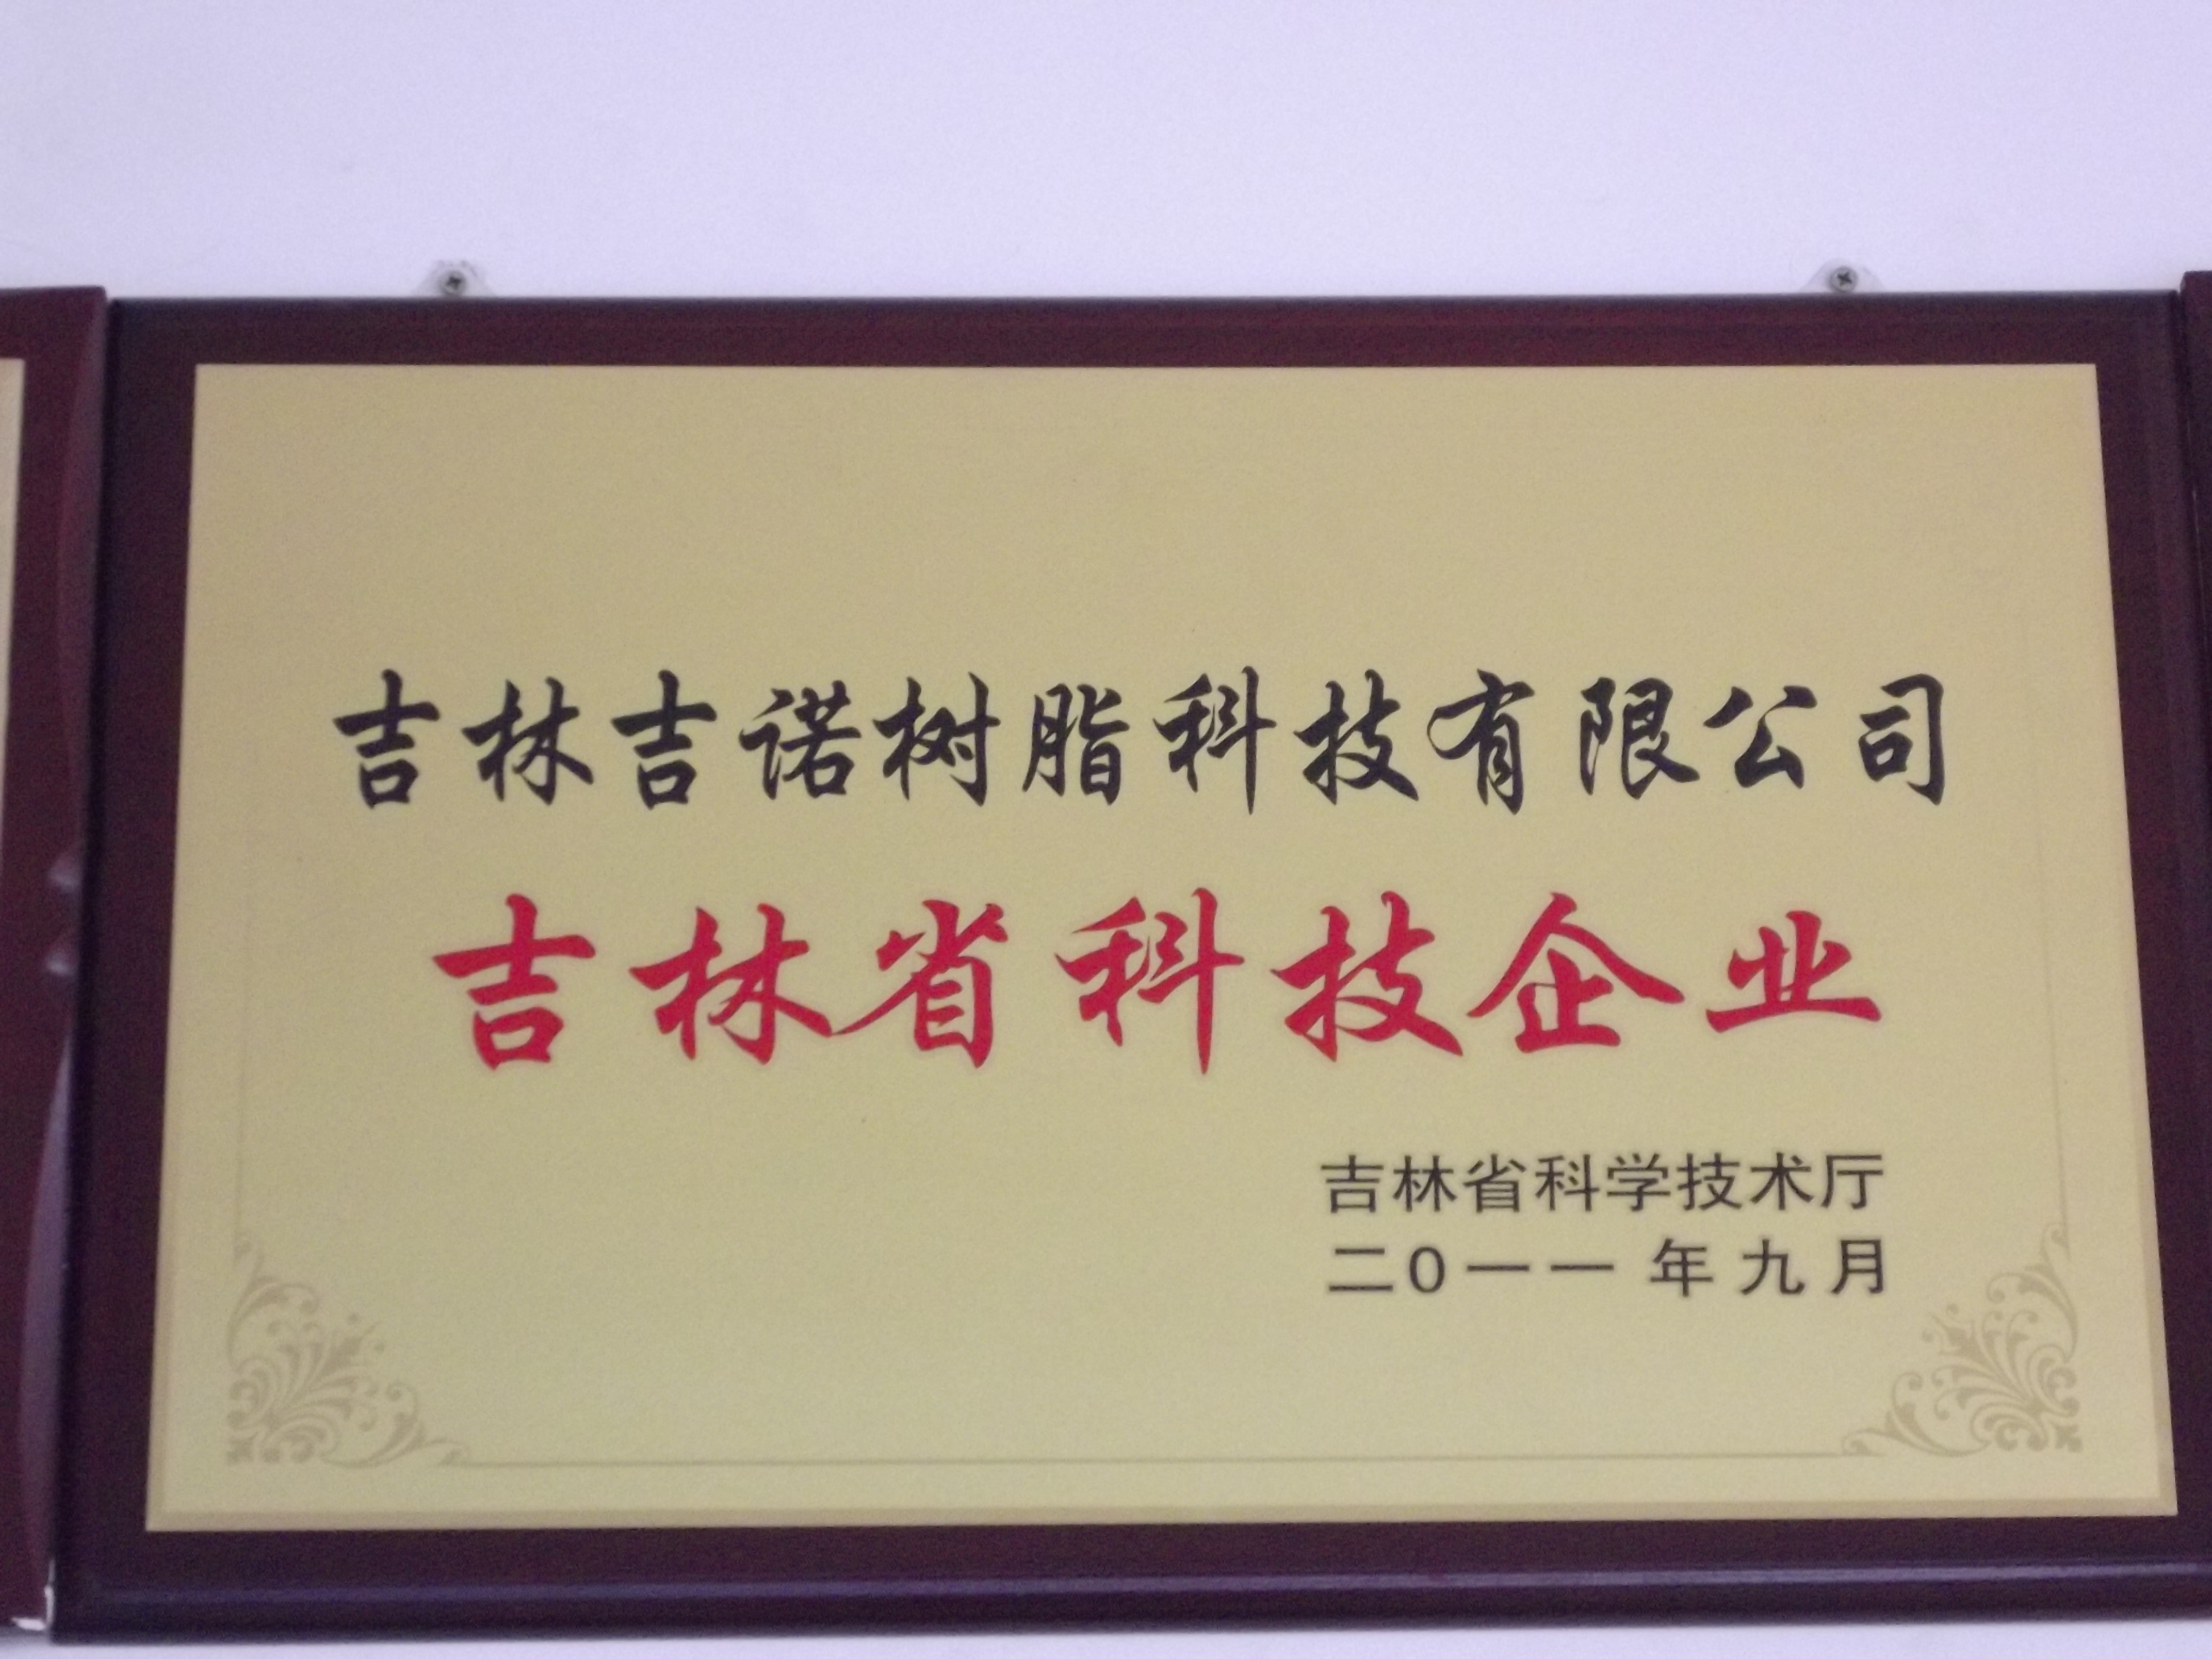 吉林吉诺树脂科技有限公司
吉林省科技企业
吉林省科学技术厅
二0一一年九月